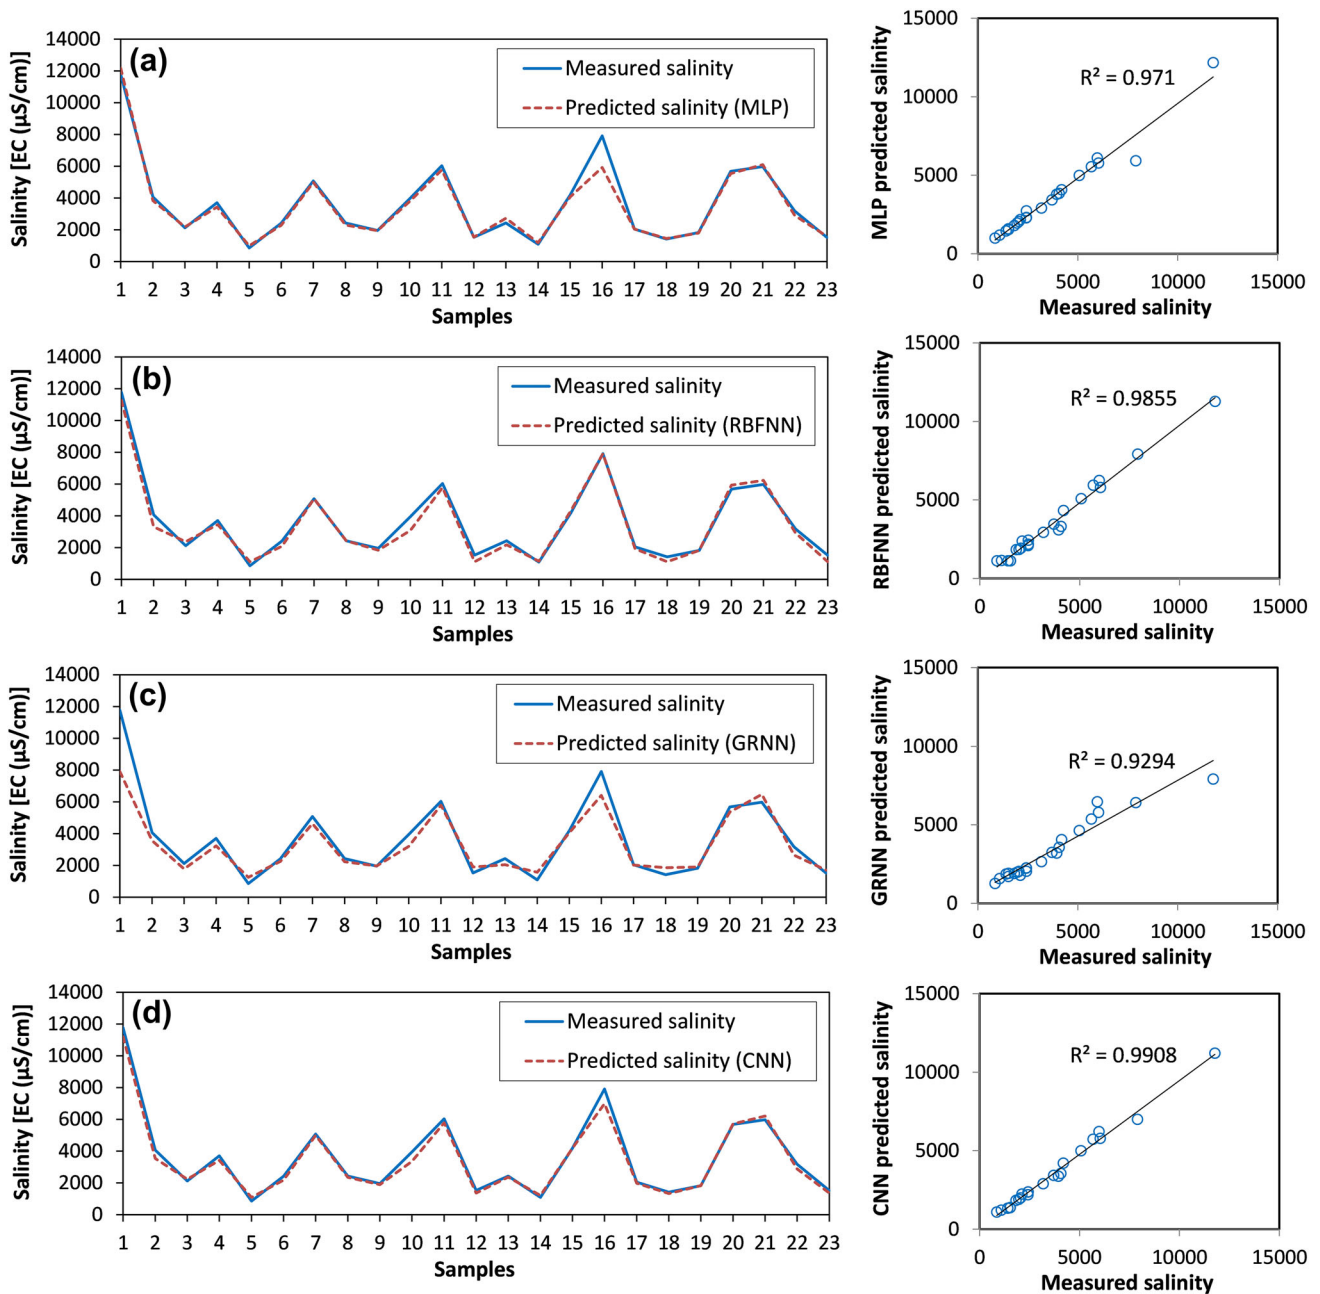 (a)
Salinity [EC (µS/cm)]
14000
12000
10000
8000
6000
4000
2000
0
Measured salinity
Predicted salinity (MLP)
1 2 3 4 5 6 7 8 9 10 11 12 13 14 15 16 17 18 19 20 21 22 23
Samples
MLP predicted salinity
15000
10000
5000
0
R² = 0.971
0 5000 10000 15000
Measured salinity
(b)
Salinity [EC (µS/cm)]
14000
12000
10000
8000
6000
4000
2000
0
Measured salinity
Predicted salinity (RBFNN)
1 2 3 4 5 6 7 8 9 10 11 12 13 14 15 16 17 18 19 20 21 22 23
Samples
RBFNN predicted salinity
15000
10000
5000
0
R² = 0.9855
0 5000 10000 15000
Measured salinity
(c)
Salinity [EC (µS/cm)]
14000
12000
10000
8000
6000
4000
2000
0
Measured salinity
Predicted salinity (GRNN)
1 2 3 4 5 6 7 8 9 10 11 12 13 14 15 16 17 18 19 20 21 22 23
Samples
GRNN predicted salinity
15000
10000
5000
0
R² = 0.9294
0 5000 10000 15000
Measured salinity
(d)
Salinity [EC (µS/cm)]
14000
12000
10000
8000
6000
4000
2000
0
Measured salinity
Predicted salinity (CNN)
1 2 3 4 5 6 7 8 9 10 11 12 13 14 15 16 17 18 19 20 21 22 23
Samples
CNN predicted salinity
15000
10000
5000
0
R² = 0.9908
0 5000 10000 15000
Measured salinity